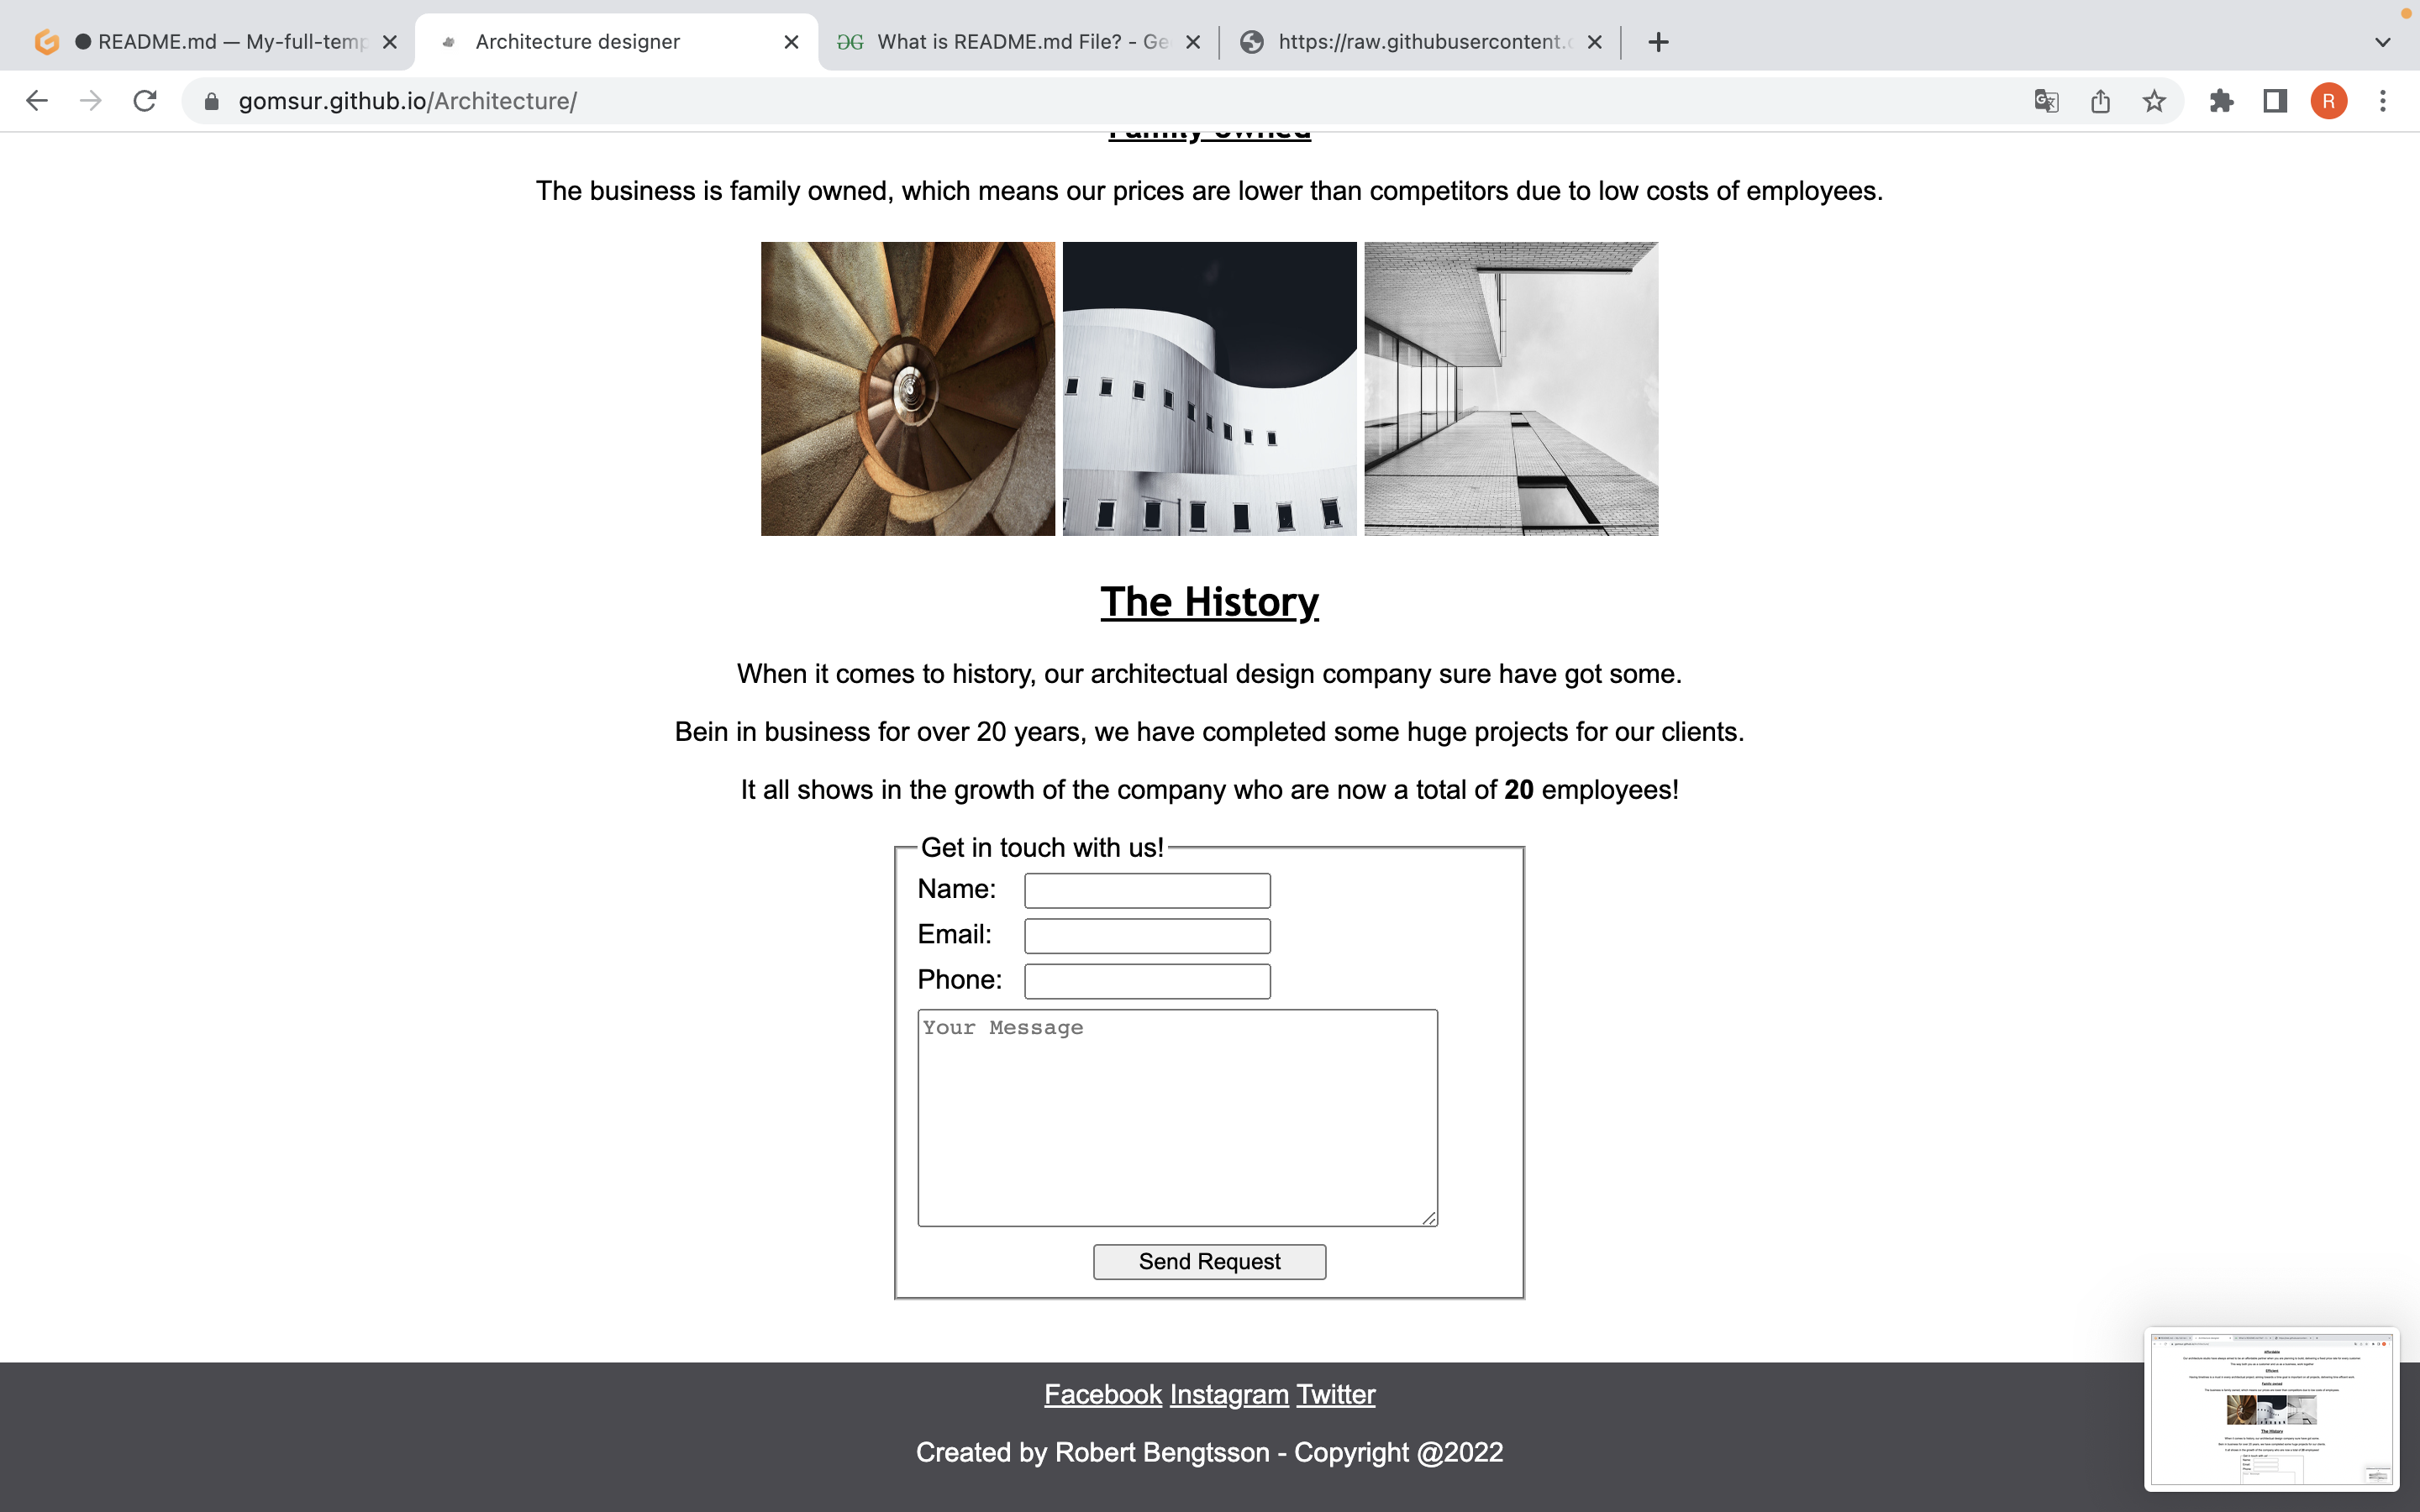 README.md — My-full-temp
Architecture designer
What is README.md File? - Ge
https://raw.githubusercontent.c
gomsur.github.io/Architecture/
R
Family owned
The business is family owned, which means our prices are lower than competitors due to low costs of employees.
The History
When it comes to history, our architectual design company sure have got some.
Bein in business for over 20 years, we have completed some huge projects for our clients.
It all shows in the growth of the company who are now a total of 20 employees!
Get in touch with us!
Name:
Email:
Phone:
Your Message
Send Request
Facebook Instagram Twitter
Created by Robert Bengtsson - Copyright @2022